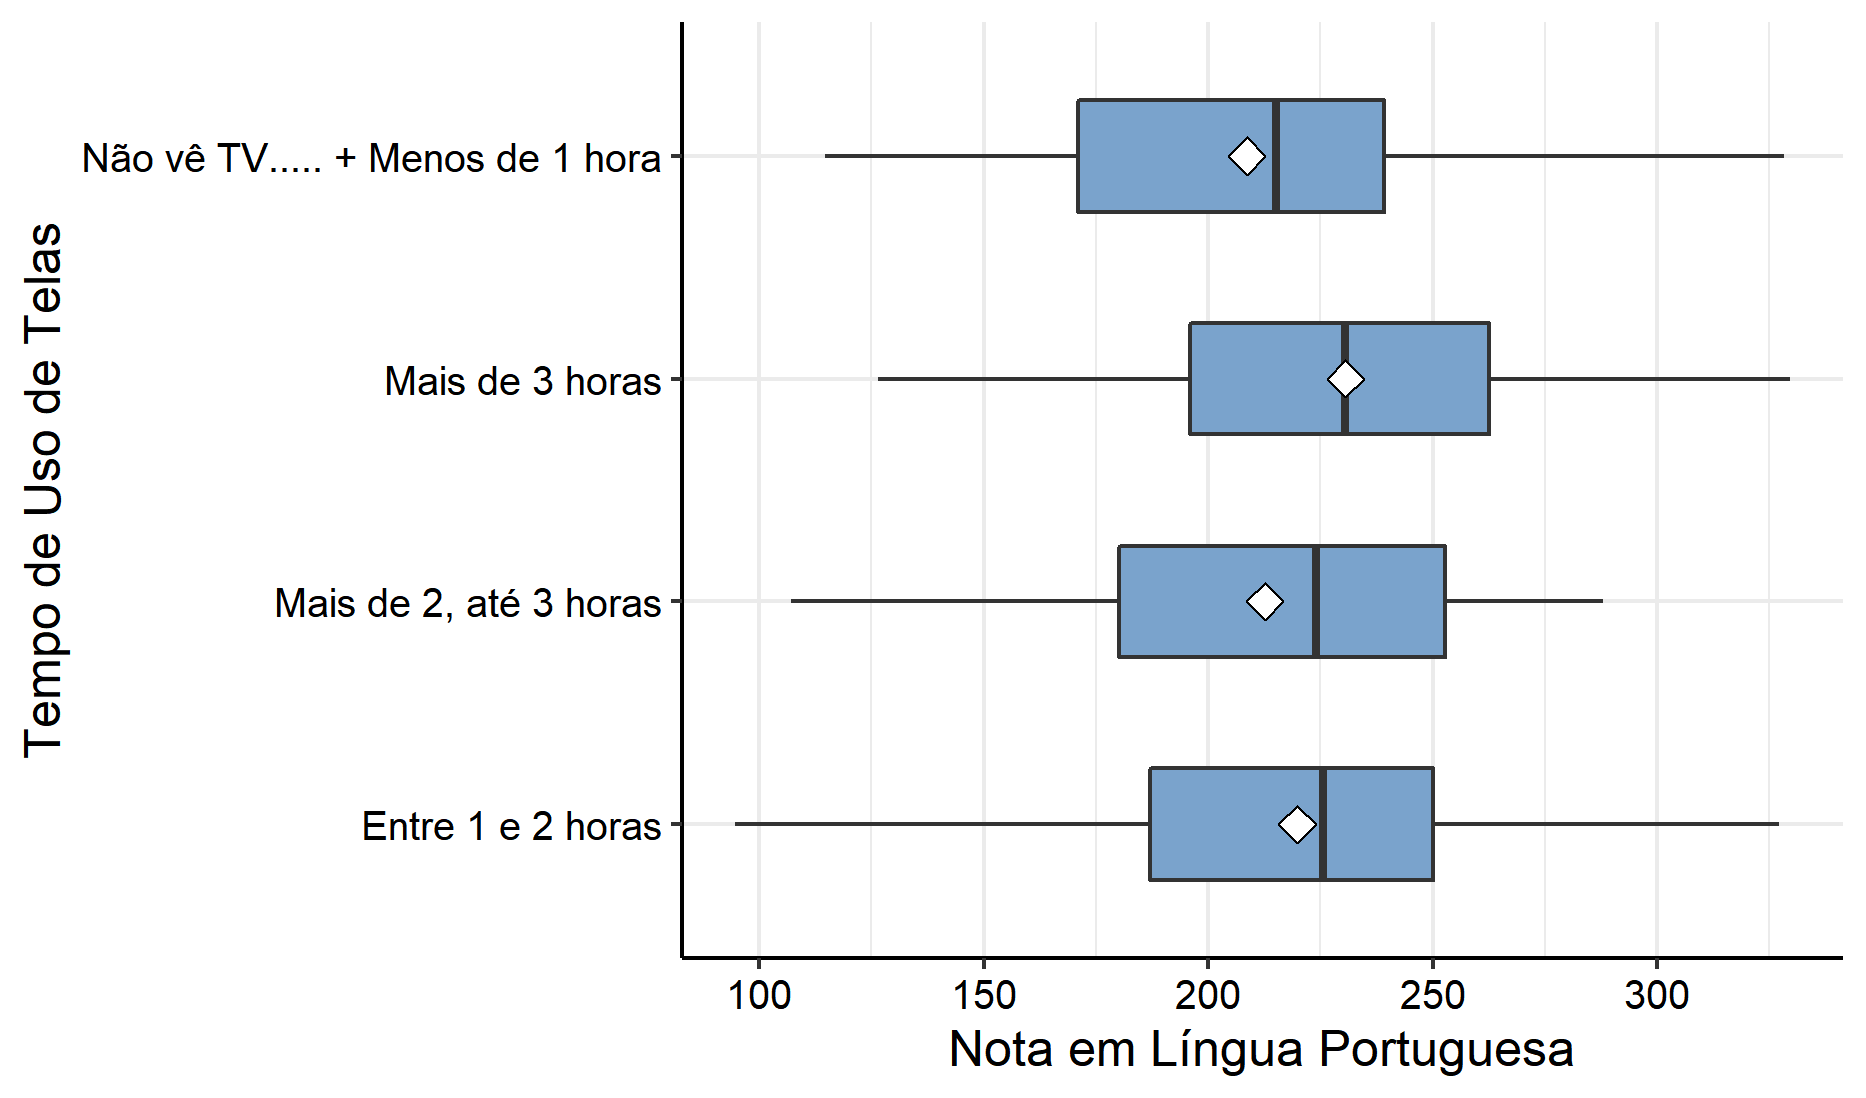 Tempo de Uso de Telas
Não vê TV..... + Menos de 1 hora
Mais de 3 horas
Mais de 2, até 3 horas
Entre 1 e 2 horas
100 150 200 250 300
Nota em Língua Portuguesa